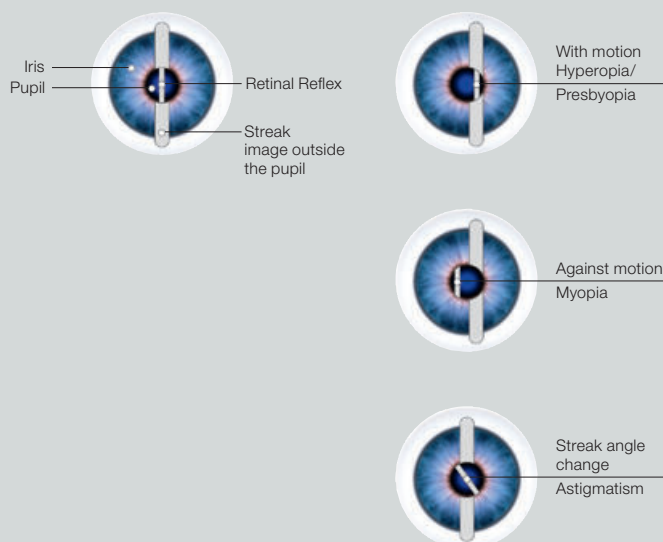 Iris
Pupil
Retinal Reflex
Streak
image outside
the pupil
With motion
Hyperopia/
Presbyopia
Against motion
Myopia
Streak angle
change
Astigmatism